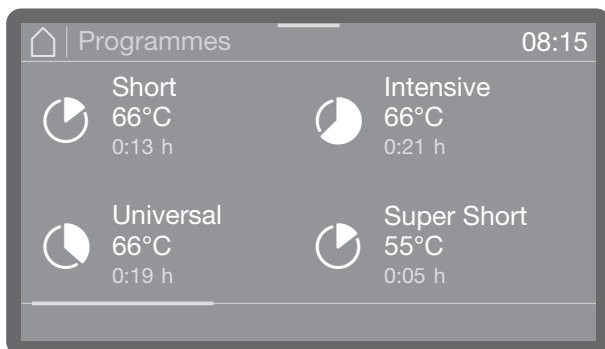 Programmes
08:15
Short
66°C
0:13 h
Intensive
66°C
0:21 h
Universal
66°C
0:19 h
Super Short
55°C
0:05 h